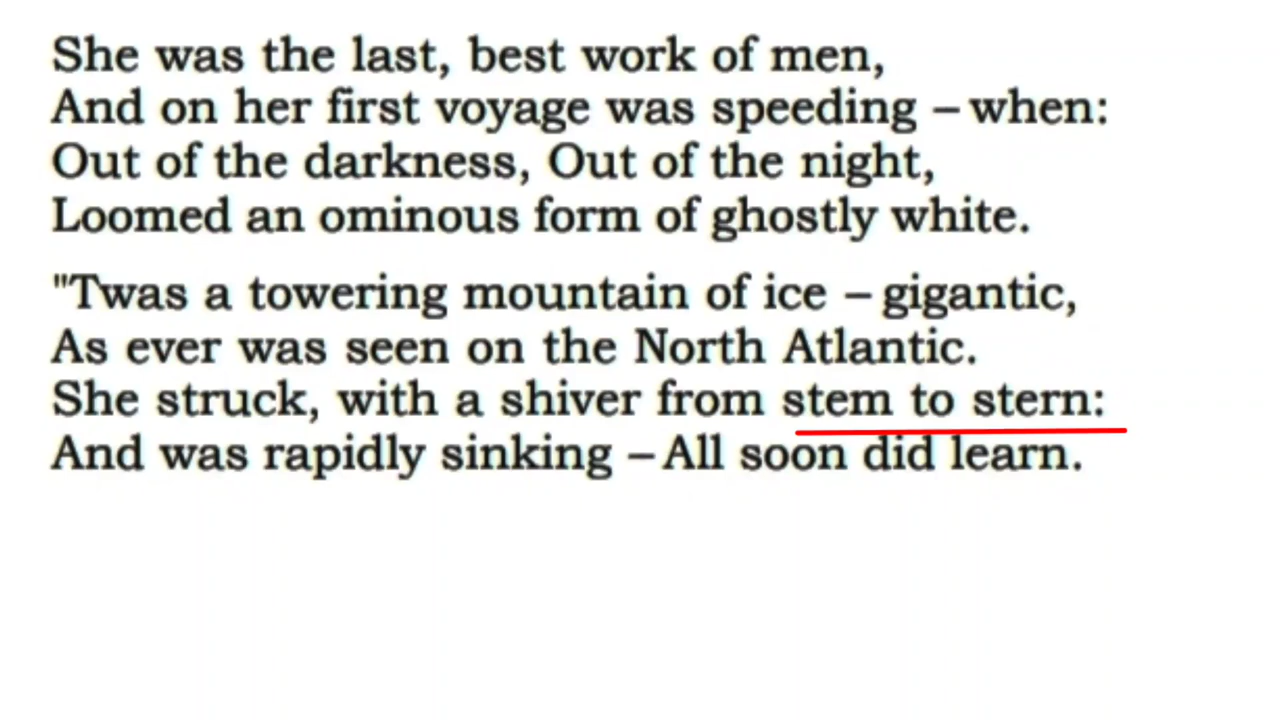 She was the last, best work of men,
And on her first voyage was speeding – when:
Out of the darkness, Out of the night,
Loomed an ominous form of ghostly white.
"Twas a towering mountain of ice – gigantic,
As ever was seen on the North Atlantic.
She struck, with a shiver from stem to stern:
And was rapidly sinking – All soon did learn.